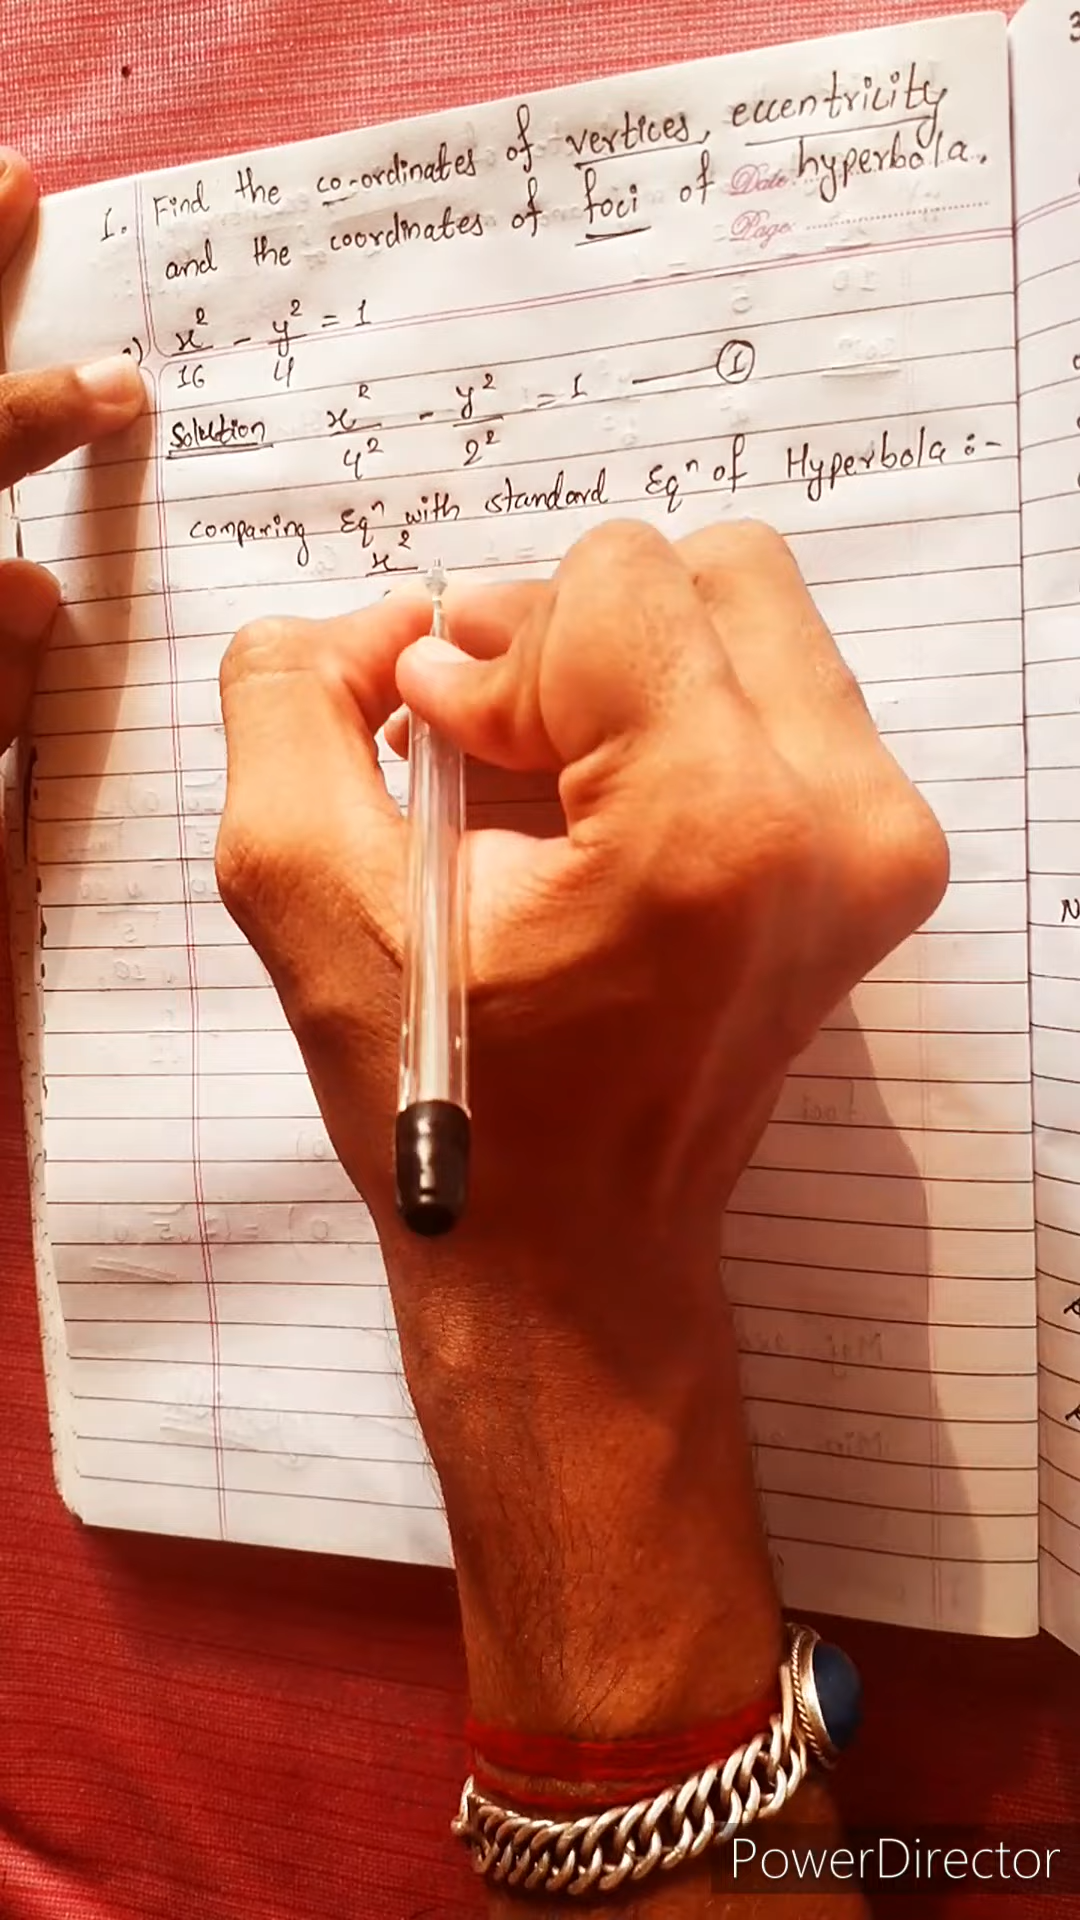 1. Find the co-ordinates of vertices, eccentricity
and the coordinates of foci of hyperbola.
Date
Page
a) x²/16 - y²/4 = 1
Solution x²/4² - y²/2² = 1 —— ①
comparing Eqⁿ with standard Eqⁿ of Hyperbola :-
x²
PowerDirector